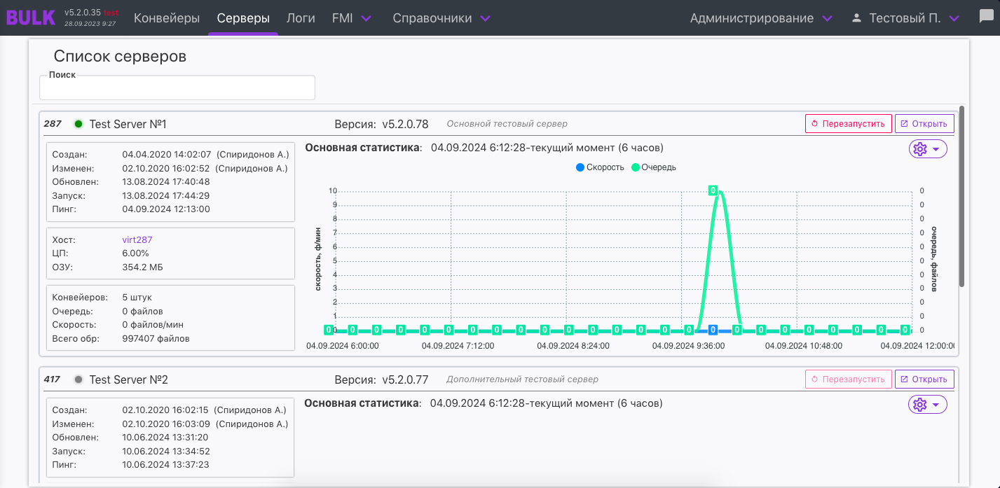 BULK v5.2.0.35 test 28.09.2023 9:27 Конвейеры Серверы Логи FMI Справочники Администрирование Тестовый П.
Список серверов
Поиск
287 Test Server №1 Версия: v5.2.0.78 Основной тестовый сервер Перезапустить Открыть
Создан: 04.04.2020 14:02:07 (Спиридонов А.)
Изменен: 02.10.2020 16:02:52 (Спиридонов А.)
Обновлен: 13.08.2024 17:40:48
Запуск: 13.08.2024 17:44:29
Пинг: 04.09.2024 12:13:00
Хост: virt287
ЦП: 6.00%
ОЗУ: 354.2 МБ
Конвейеров: 5 штук
Очередь: 0 файлов
Скорость: 0 файлов/мин
Всего обр: 997407 файлов
Основная статистика: 04.09.2024 6:12:28-текущий момент (6 часов)
Скорость Очередь
скорость, ф/мин
10 0
9 0
8 0
7 0
6 0
5 0
4 0
3 0
2 0
1 0
0 0
очередь, файлов
0
0 0 0 0 0 0 0 0 0 0 0 0 0 0 0 0 0 0 0 0 0 0 0 0 0
04.09.2024 6:00:00 04.09.2024 7:12:00 04.09.2024 8:24:00 04.09.2024 9:36:00 04.09.2024 10:48:00 04.09.2024 12:00:00
417 Test Server №2 Версия: v5.2.0.77 Дополнительный тестовый сервер Перезапустить Открыть
Создан: 02.10.2020 16:02:15 (Спиридонов А.)
Изменен: 02.10.2020 16:03:09 (Спиридонов А.)
Обновлен: 10.06.2024 13:31:20
Запуск: 10.06.2024 13:34:52
Пинг: 10.06.2024 13:37:23
Основная статистика: 04.09.2024 6:12:28-текущий момент (6 часов)